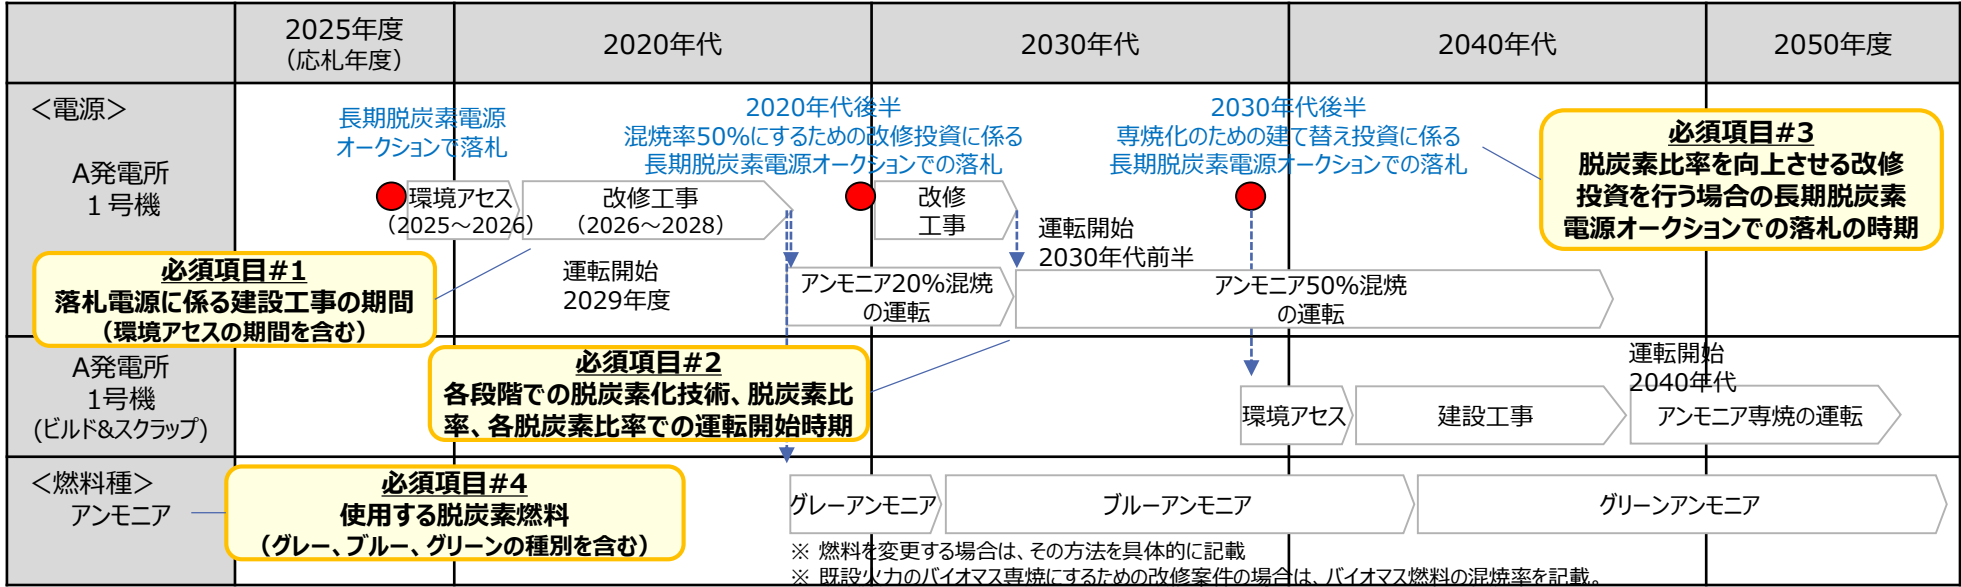 2025年度
（応札年度）
2020年代
2030年代
2040年代
2050年度
＜電源＞
A発電所
１号機
長期脱炭素電源
オークションで落札
2020年代後半
混焼率50%にするための改修投資に係る
長期脱炭素電源オークションでの落札
2030年代後半
専焼化のための建て替え投資に係る
長期脱炭素電源オークションでの落札
必須項目#3
脱炭素比率を向上させる改修
投資を行う場合の長期脱炭素
電源オークションでの落札の時期
環境アセス
（2025～2026）
改修工事
（2026～2028）
改修
工事
運転開始
2030年代前半
必須項目#1
落札電源に係る建設工事の期間
（環境アセスの期間を含む）
運転開始
2029年度
アンモニア20%混焼
の運転
アンモニア50%混焼
の運転
A発電所
1号機
(ビルド&スクラップ)
必須項目#2
各段階での脱炭素化技術、脱炭素比
率、各脱炭素比率での運転開始時期
運転開始
2040年代
環境アセス
建設工事
アンモニア専焼の運転
＜燃料種＞
アンモニア
必須項目#4
使用する脱炭素燃料
（グレー、ブルー、グリーンの種別を含む）
グレーアンモニア
ブルーアンモニア
グリーンアンモニア
※ 燃料を変更する場合は、その方法を具体的に記載
※ 既設火力のバイオマス専焼にするための改修案件の場合は、バイオマス燃料の混焼率を記載。